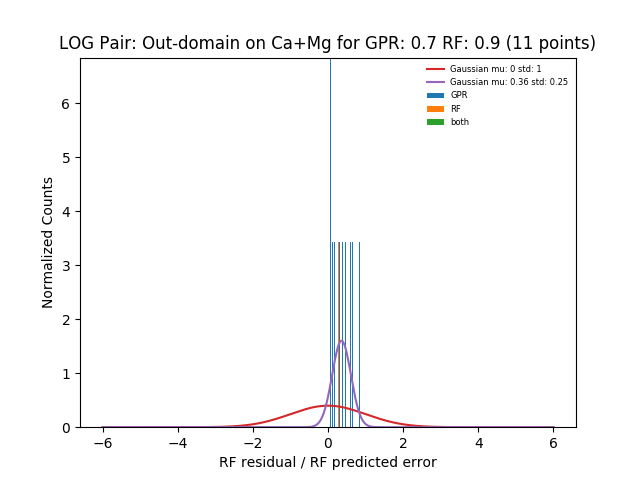 LOG Pair: Out-domain on Ca+Mg for GPR: 0.7 RF: 0.9 (11 points)
Gaussian mu: 0 std: 1
Gaussian mu: 0.36 std: 0.25
GPR
RF
both
Normalized Counts
6
5
4
3
2
1
0
−6 −4 −2 0 2 4 6
RF residual / RF predicted error